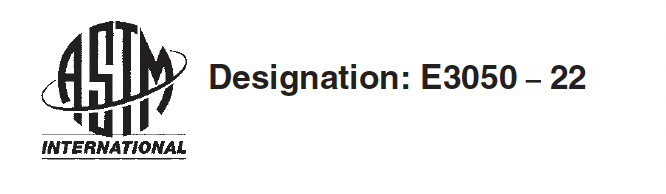 ASTM
INTERNATIONAL
Designation: E3050 – 22